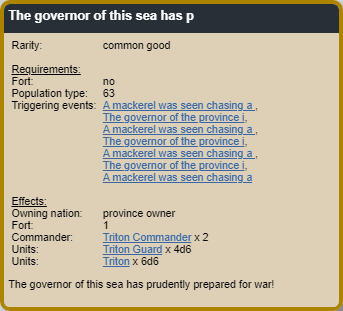 The governor of this sea has p
Rarity: common good
Requirements:
Fort: no
Population type: 63
Triggering events: A mackerel was seen chasing a ,
The governor of the province i,
A mackerel was seen chasing a ,
The governor of the province i,
A mackerel was seen chasing a ,
The governor of the province i,
A mackerel was seen chasing a
Effects:
Owning nation: province owner
Fort: 1
Commander: Triton Commander x 2
Units: Triton Guard x 4d6
Units: Triton x 6d6
The governor of this sea has prudently prepared for war!